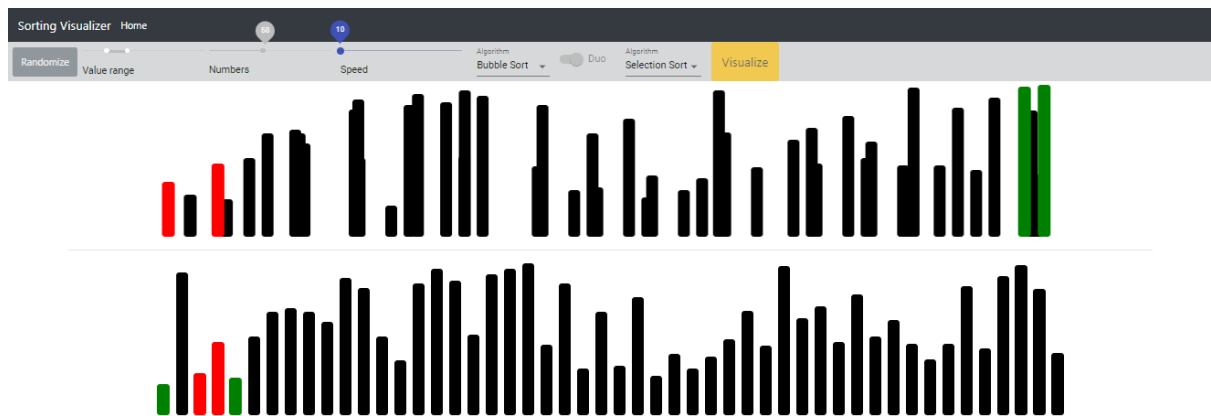 Sorting Visualizer Home
50
10
Randomize
Value range
Numbers
Speed
Algorithm
Bubble Sort
Duo
Algorithm
Selection Sort
Visualize